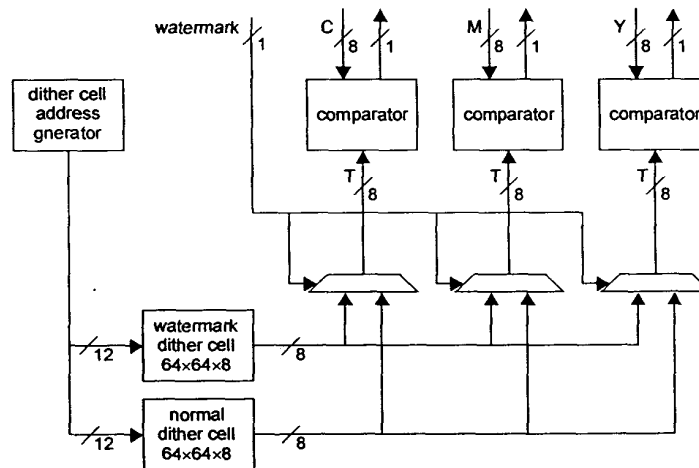 watermark 1 C 8 1 M 8 1 Y 8 1
dither cell
address
gnerator
comparator comparator comparator
T 8 T 8 T 8
watermark
dither cell
64×64×8
12 8
normal
dither cell
64×64×8
12 8